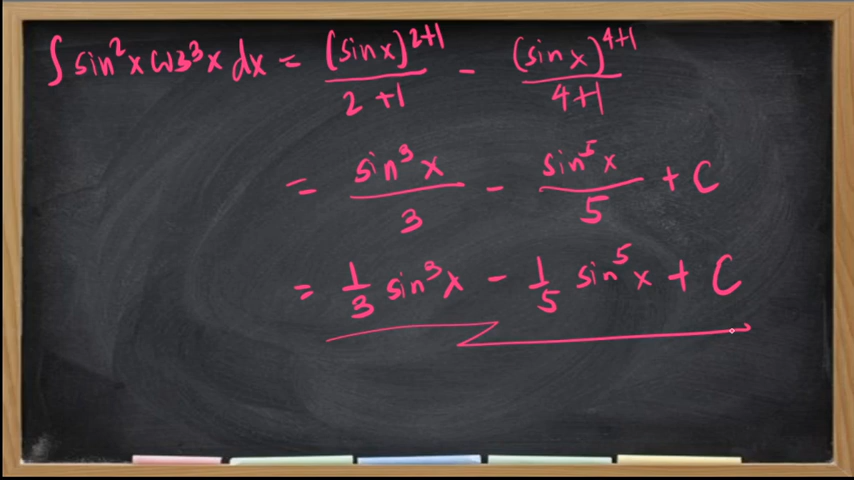 ∫ sin²x cos³x dx = (sin x)²⁺¹/2+1 − (sin x)⁴⁺¹/4+1
= sin³x/3 − sin⁵x/5 + C
= 1/3 sin³x − 1/5 sin⁵x + C